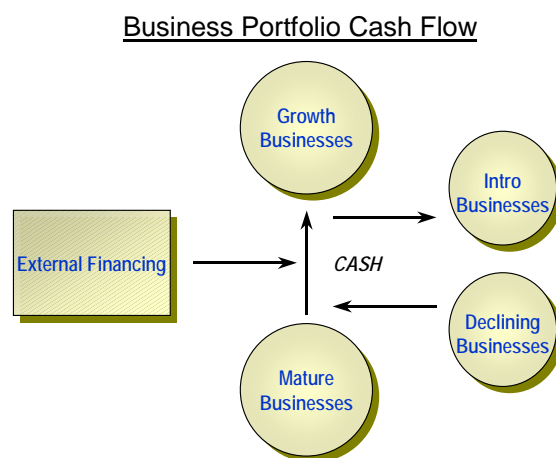 Business Portfolio Cash Flow
Growth
Businesses
Intro
Businesses
External Financing
CASH
Declining
Businesses
Mature
Businesses